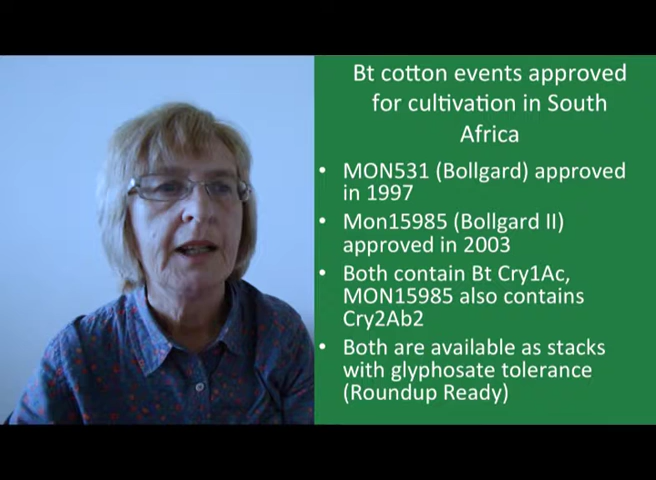 Bt cotton events approved
for cultivation in South
Africa
• MON531 (Bollgard) approved
in 1997
• Mon15985 (Bollgard II)
approved in 2003
• Both contain Bt Cry1Ac,
MON15985 also contains
Cry2Ab2
• Both are available as stacks
with glyphosate tolerance
(Roundup Ready)